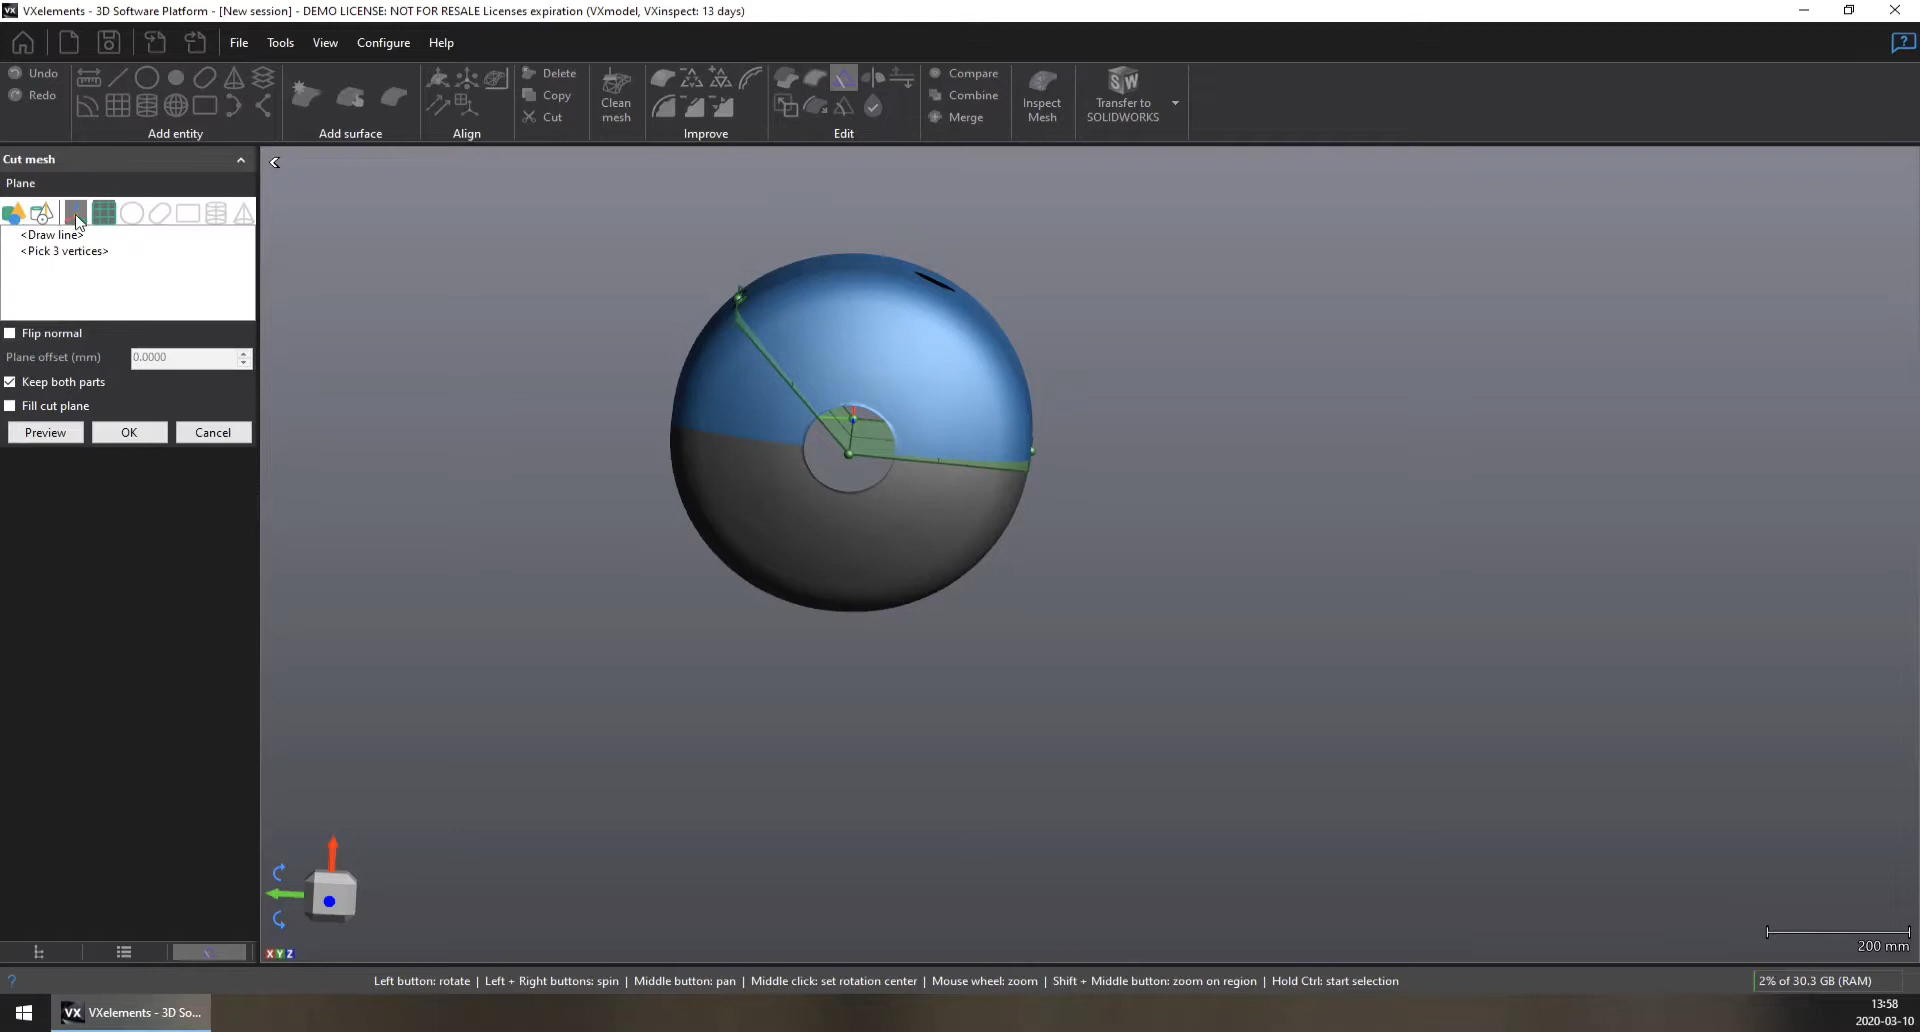 VXelements - 3D Software Platform - [New session] - DEMO LICENSE: NOT FOR RESALE Licenses expiration (VXmodel, VXinspect: 13 days)
File Tools View Configure Help
Undo
Redo
Add entity
Add surface
Align
Delete
Copy
Cut
Clean
mesh
Improve
Edit
Compare
Combine
Merge
Inspect
Mesh
Transfer to
SOLIDWORKS
Cut mesh
Plane
<Draw line>
<Pick 3 vertices>
Flip normal
Plane offset (mm) 0.0000
Keep both parts
Fill cut plane
Preview OK Cancel
XYZ
200 mm
Left button: rotate | Left + Right buttons: spin | Middle button: pan | Middle click: set rotation center | Mouse wheel: zoom | Shift + Middle button: zoom on region | Hold Ctrl: start selection
2% of 30.3 GB (RAM)
VX VXelements - 3D So...
13:58
2020-03-10